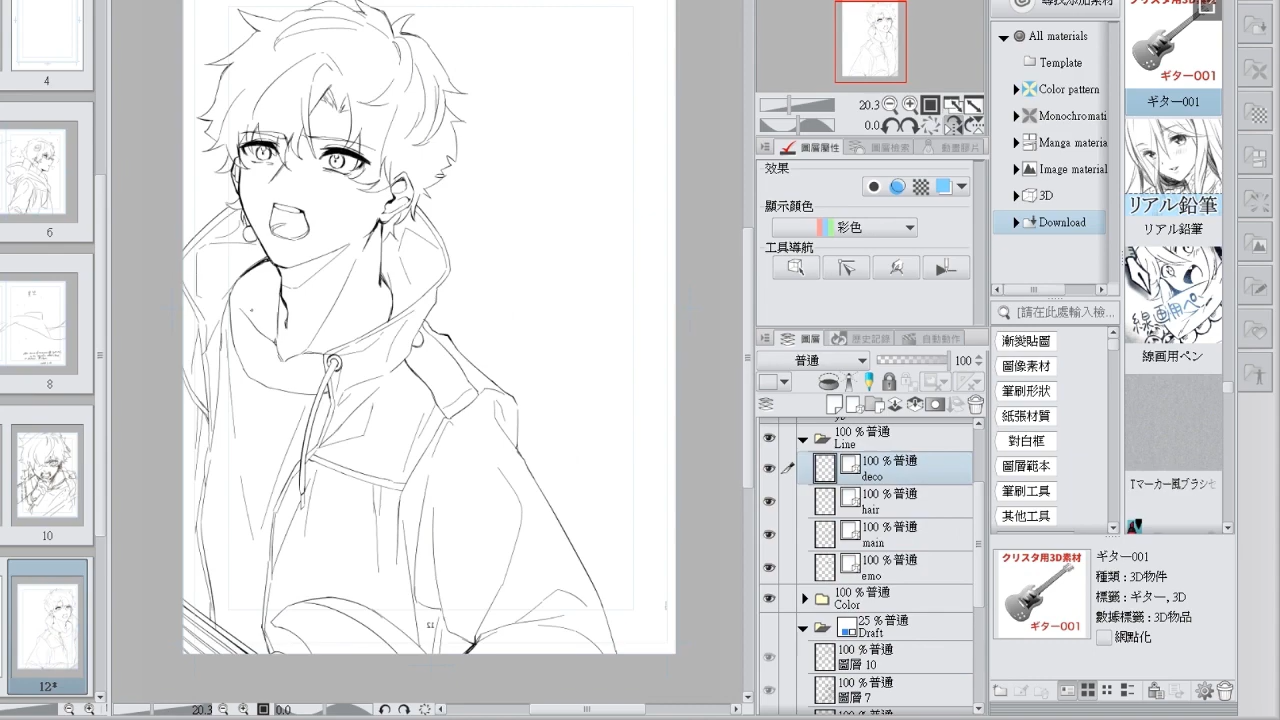 4
6
8
10
12*
12
20.3
0.0
20.3
0.0
圖層屬性
圖層檢索
動畫膠片
效果
顯示顏色
彩色
工具導航
圖層
歷史記錄
自動動作
普通
100
100 %普通
Line
100 %普通
deco
100 %普通
hair
100 %普通
main
100 %普通
emo
100 %普通
Color
25 %普通
Draft
100 %普通
圖層 10
100 %普通
圖層 7
100 %普通
All materials
Template
Color pattern
Monochromati
Manga materia
Image material
3D
Download
[請在此處輸入檢...
漸變貼圖
圖像素材
筆刷形狀
紙張材質
對白框
圖層範本
筆刷工具
其他工具
ギター001
ギター001
リアル鉛筆
リアル鉛筆
線画用ペン
線画用ペン
Tマーカー風ブラシセ
クリスタ用3D素材
ギター001
ギター001
種類 : 3D物件
標籤 : ギター, 3D
數據標籤 : 3D物品
網點化